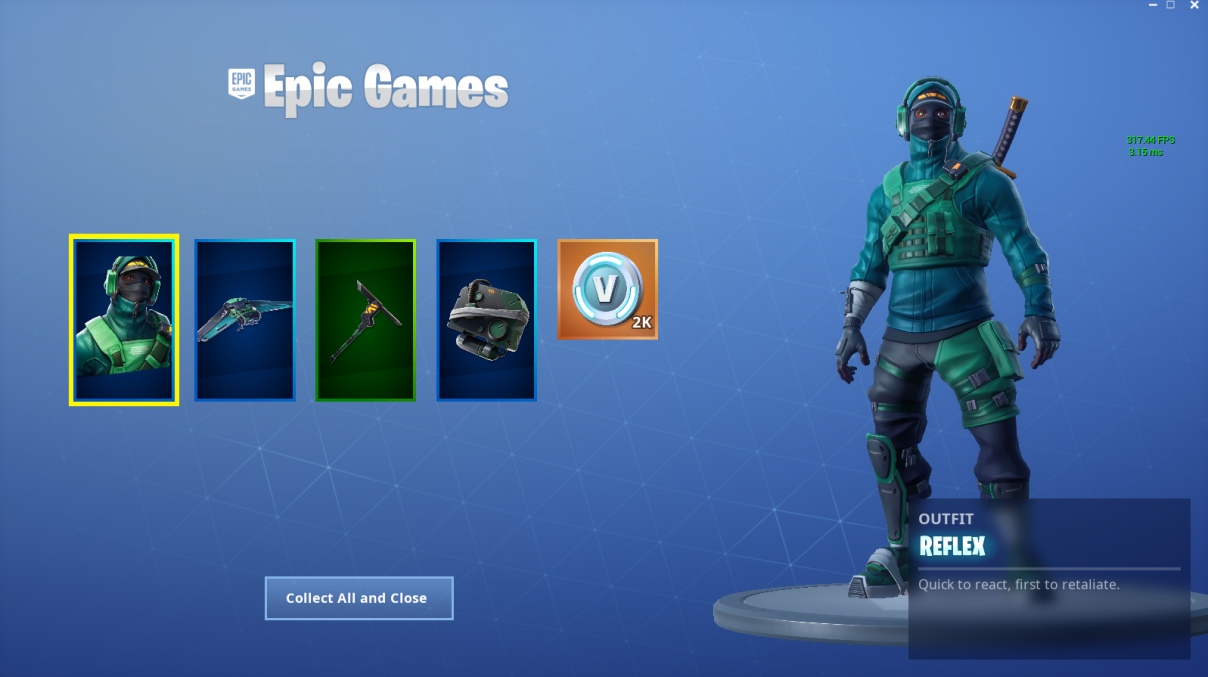 EPIC
GAMES
Epic Games
317.44 FPS
3.15 ms
V
2K
OUTFIT
REFLEX
Quick to react, first to retaliate.
Collect All and Close